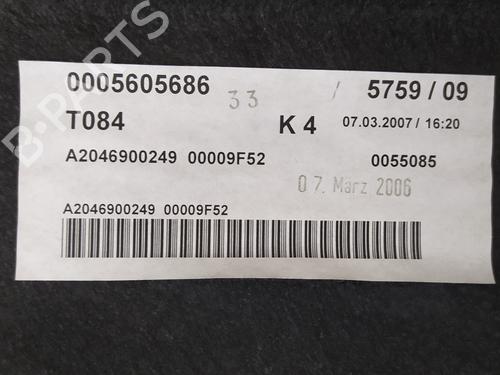 0005605686 33 / 5759 / 09
T084 K 4 07.03.2007 / 16:20
A2046900249 00009F52 0055085
07. März 2006
A2046900249 00009F52
B-PARTS